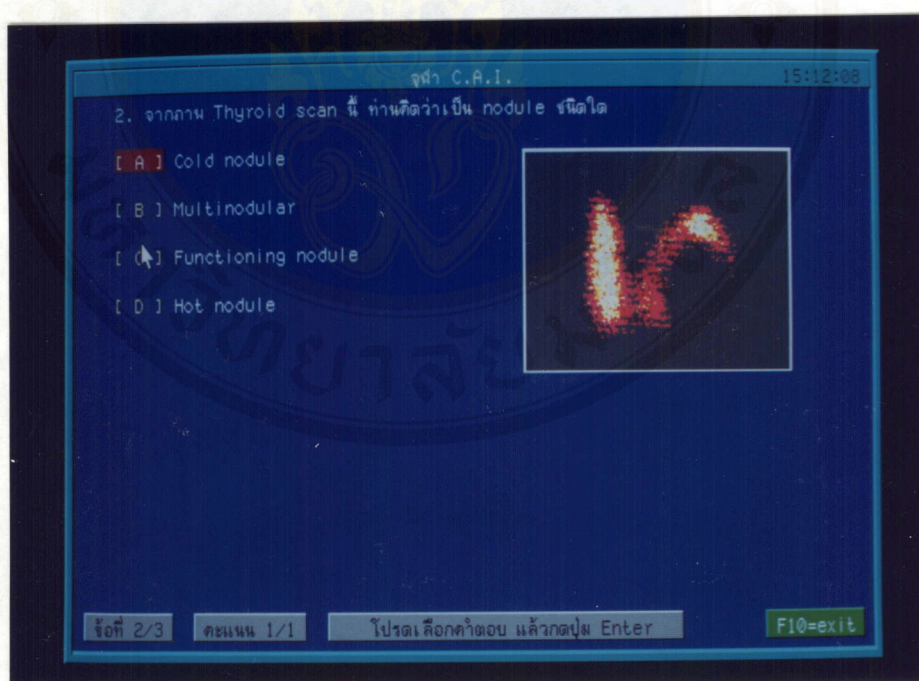 จุฬา C.A.I.
15:12:08
2. จากภาพ Thyroid scan นี้ ท่านคิดว่าเป็น nodule ชนิดใด
[ A ] Cold nodule
[ B ] Multinodular
[ C ] Functioning nodule
[ D ] Hot nodule
ข้อที่ 2/3
คะแนน 1/1
โปรดเลือกคำตอบ แล้วกดปุ่ม Enter
F10=exit